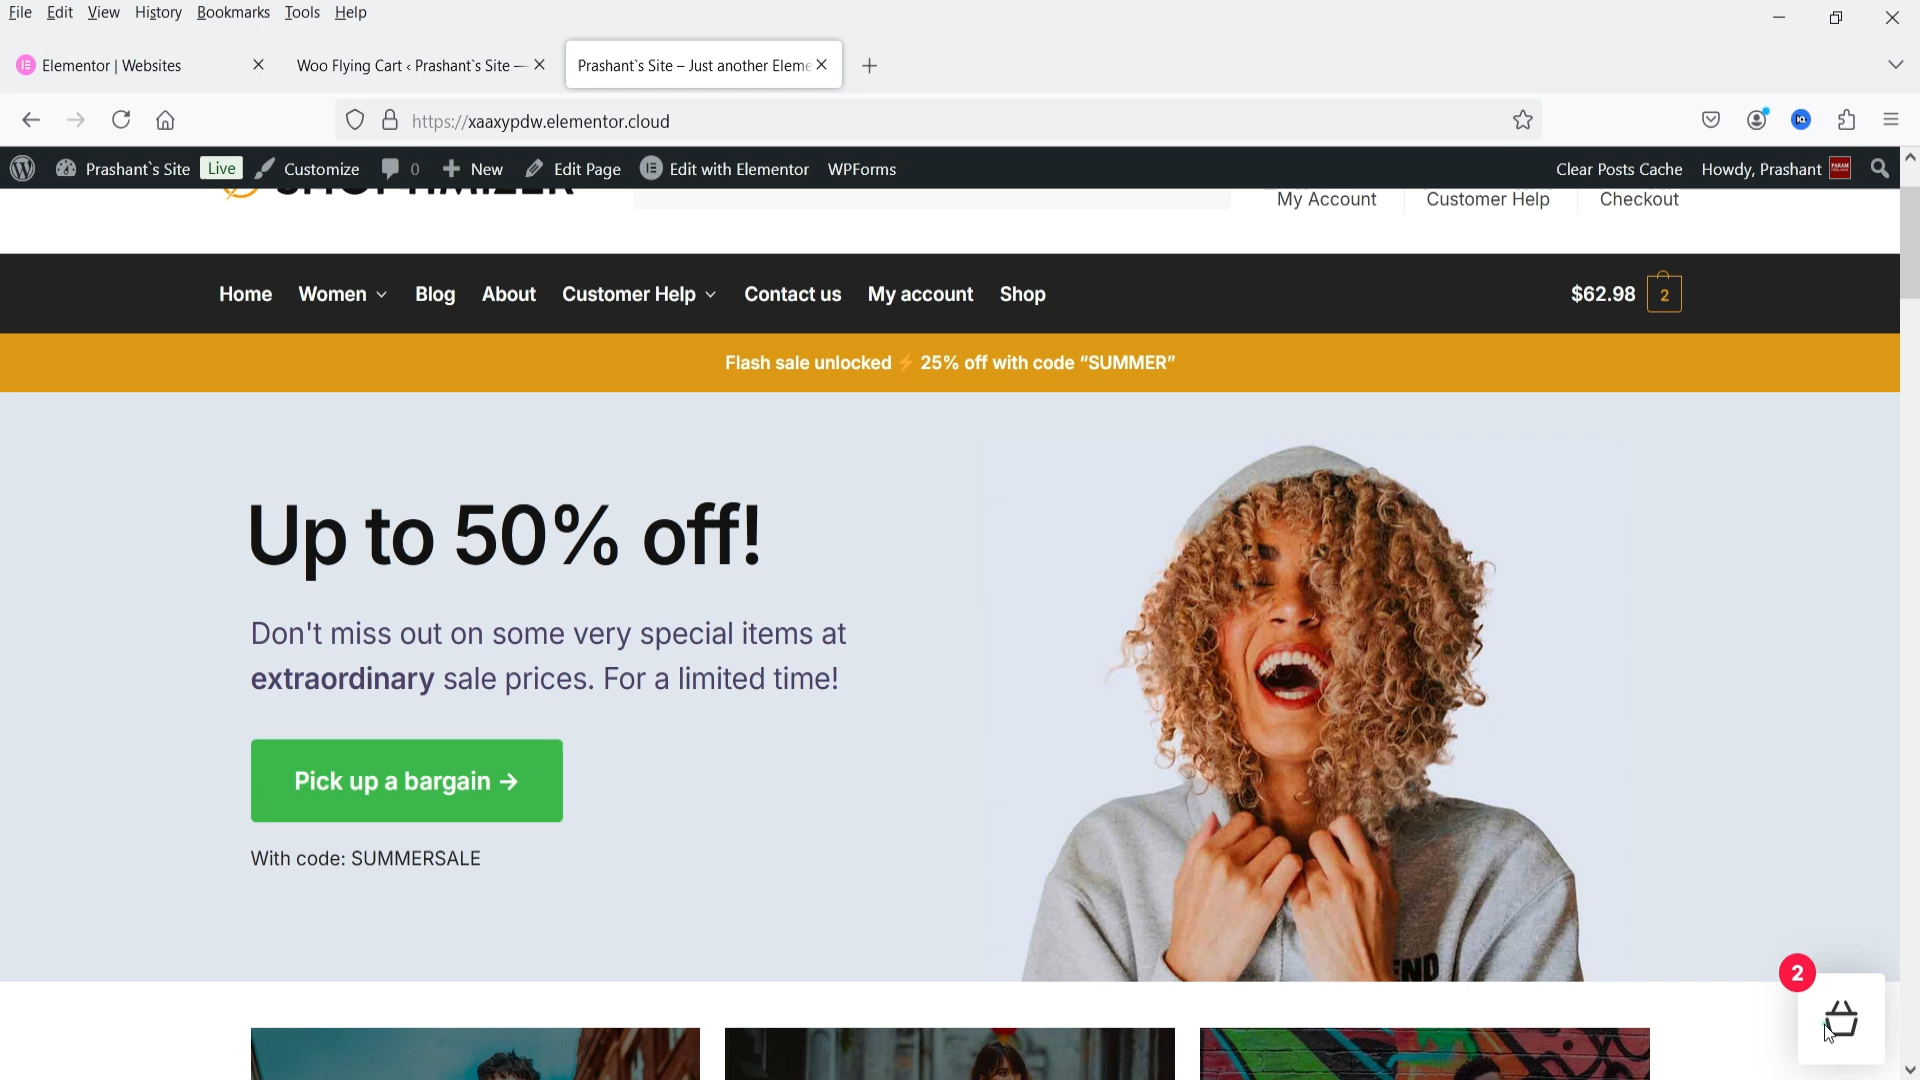 File Edit View History Bookmarks Tools Help
Elementor | Websites
Woo Flying Cart ‹ Prashant`s Site —
Prashant`s Site – Just another Eleme
https://xaaxypdw.elementor.cloud
Prashant`s Site Live Customize 0 New Edit Page Edit with Elementor WPForms Clear Posts Cache Howdy, Prashant
My Account Customer Help Checkout
Home Women Blog About Customer Help Contact us My account Shop $62.98 2
Flash sale unlocked ⚡ 25% off with code “SUMMER”
Up to 50% off!
Don't miss out on some very special items at
extraordinary sale prices. For a limited time!
Pick up a bargain →
With code: SUMMERSALE
2